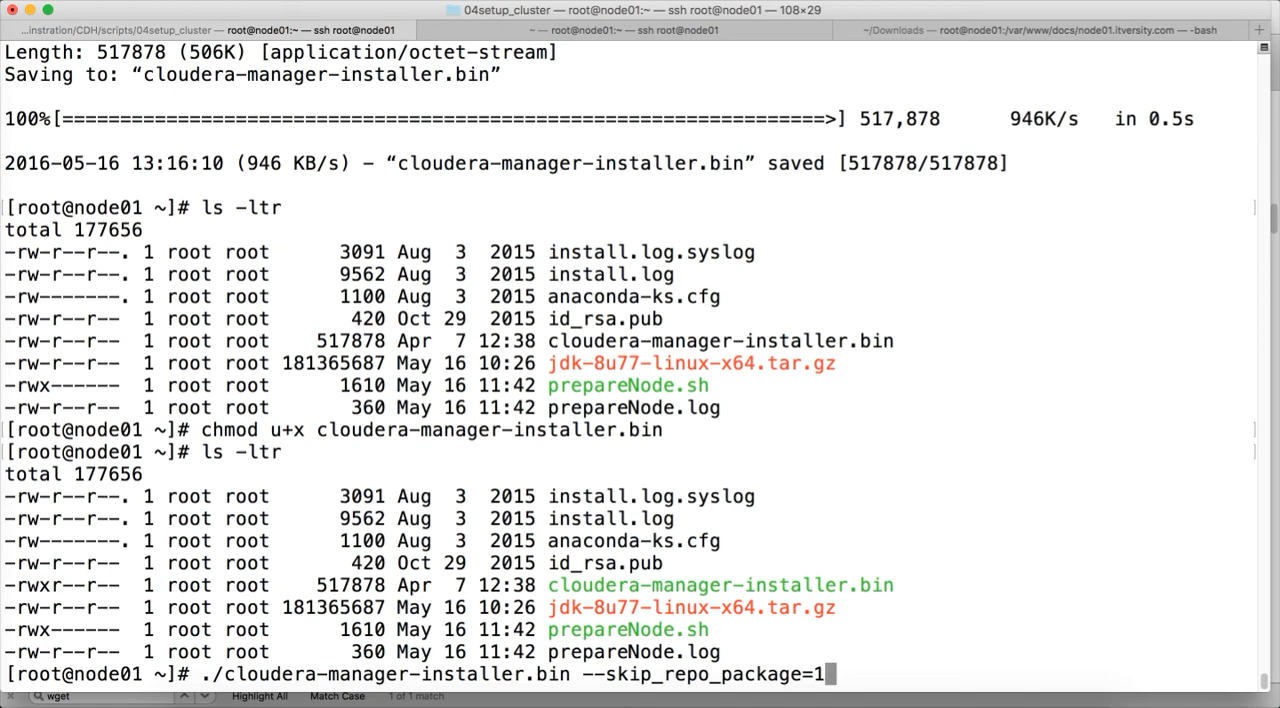 04setup_cluster — root@node01:~ — ssh root@node01 — 108×29
...instration/CDH/scripts/04setup_cluster — root@node01:~ — ssh root@node01
~ — root@node01:~ — ssh root@node01
~/Downloads — root@node01:/var/www/docs/node01.itversity.com — -bash
Length: 517878 (506K) [application/octet-stream]
Saving to: “cloudera-manager-installer.bin”
100%[===================================================================>] 517,878      946K/s   in 0.5s
2016-05-16 13:16:10 (946 KB/s) - “cloudera-manager-installer.bin” saved [517878/517878]
[root@node01 ~]# ls -ltr
total 177656
-rw-r--r--. 1 root root      3091 Aug  3  2015 install.log.syslog
-rw-r--r--. 1 root root      9562 Aug  3  2015 install.log
-rw-------. 1 root root      1100 Aug  3  2015 anaconda-ks.cfg
-rw-r--r--  1 root root       420 Oct 29  2015 id_rsa.pub
-rw-r--r--  1 root root    517878 Apr  7 12:38 cloudera-manager-installer.bin
-rw-r--r--  1 root root 181365687 May 16 10:26 jdk-8u77-linux-x64.tar.gz
-rwx------  1 root root      1610 May 16 11:42 prepareNode.sh
-rw-r--r--  1 root root       360 May 16 11:42 prepareNode.log
[root@node01 ~]# chmod u+x cloudera-manager-installer.bin
[root@node01 ~]# ls -ltr
total 177656
-rw-r--r--. 1 root root      3091 Aug  3  2015 install.log.syslog
-rw-r--r--. 1 root root      9562 Aug  3  2015 install.log
-rw-------. 1 root root      1100 Aug  3  2015 anaconda-ks.cfg
-rw-r--r--  1 root root       420 Oct 29  2015 id_rsa.pub
-rwxr--r--  1 root root    517878 Apr  7 12:38 cloudera-manager-installer.bin
-rw-r--r--  1 root root 181365687 May 16 10:26 jdk-8u77-linux-x64.tar.gz
-rwx------  1 root root      1610 May 16 11:42 prepareNode.sh
-rw-r--r--  1 root root       360 May 16 11:42 prepareNode.log
[root@node01 ~]# ./cloudera-manager-installer.bin --skip_repo_package=1
wget Highlight All Match Case 1 of 1 match